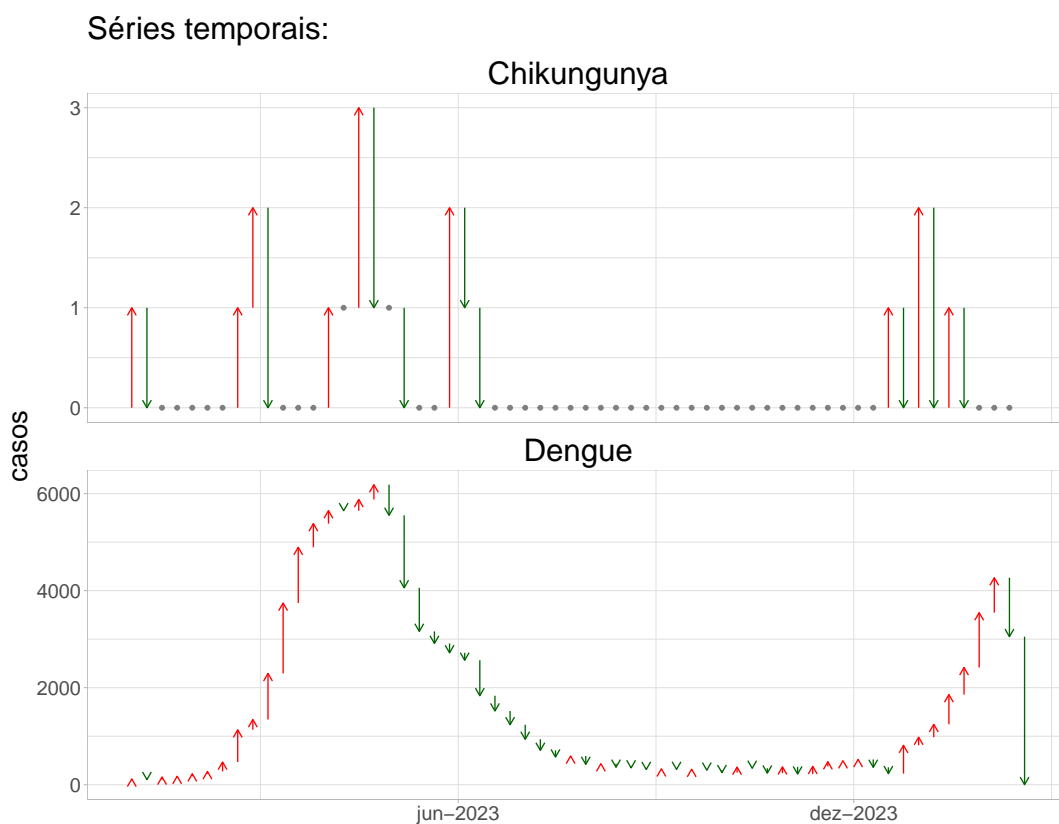 Séries temporais:
Chikungunya
3
2
1
0
casos
Dengue
6000
4000
2000
0
jun−2023
dez−2023